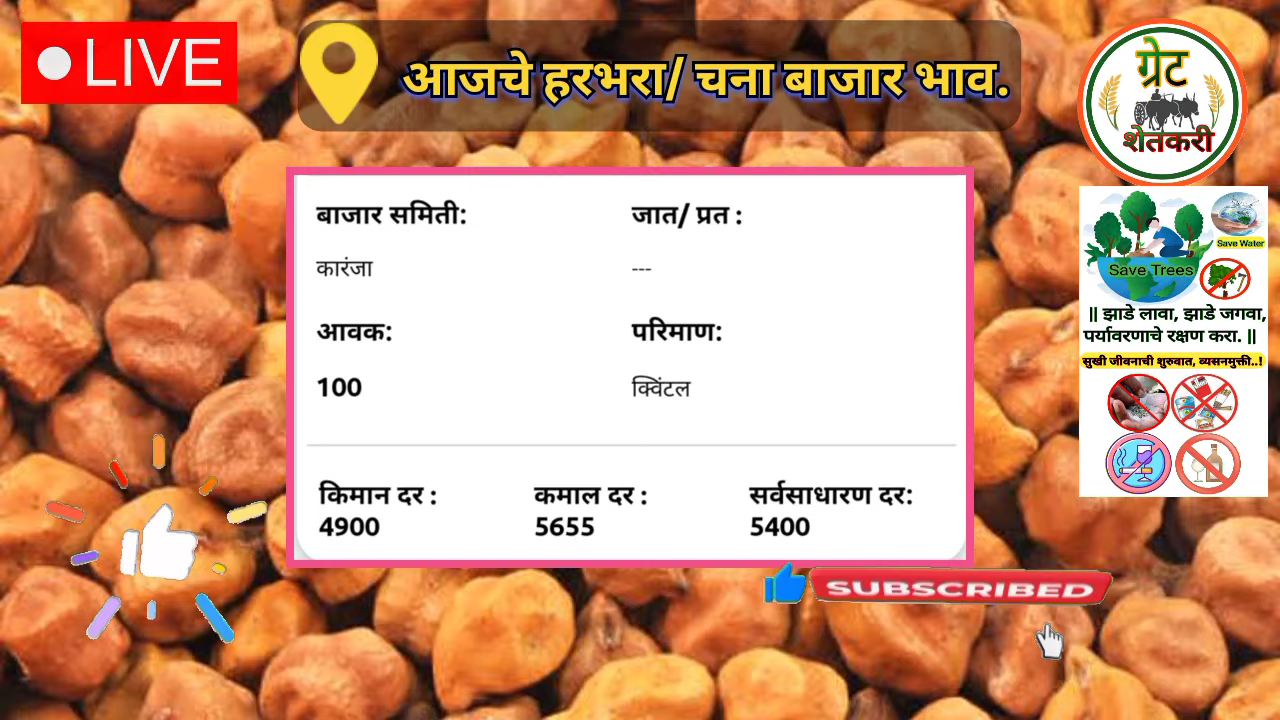 LIVE
आजचे हरभरा/ चना बाजार भाव.
ग्रेट
शेतकरी
बाजार समिती:
जात/ प्रत :
कारंजा
---
आवक:
परिमाण:
100
क्विंटल
किमान दर :
कमाल दर :
सर्वसाधारण दर:
4900
5655
5400
Save Water
Save Trees
|| झाडे लावा, झाडे जगवा,
पर्यावरणाचे रक्षण करा. ||
सुखी जीवनाची शुरुवात, व्यसनमुक्ती..!
SUBSCRIBED